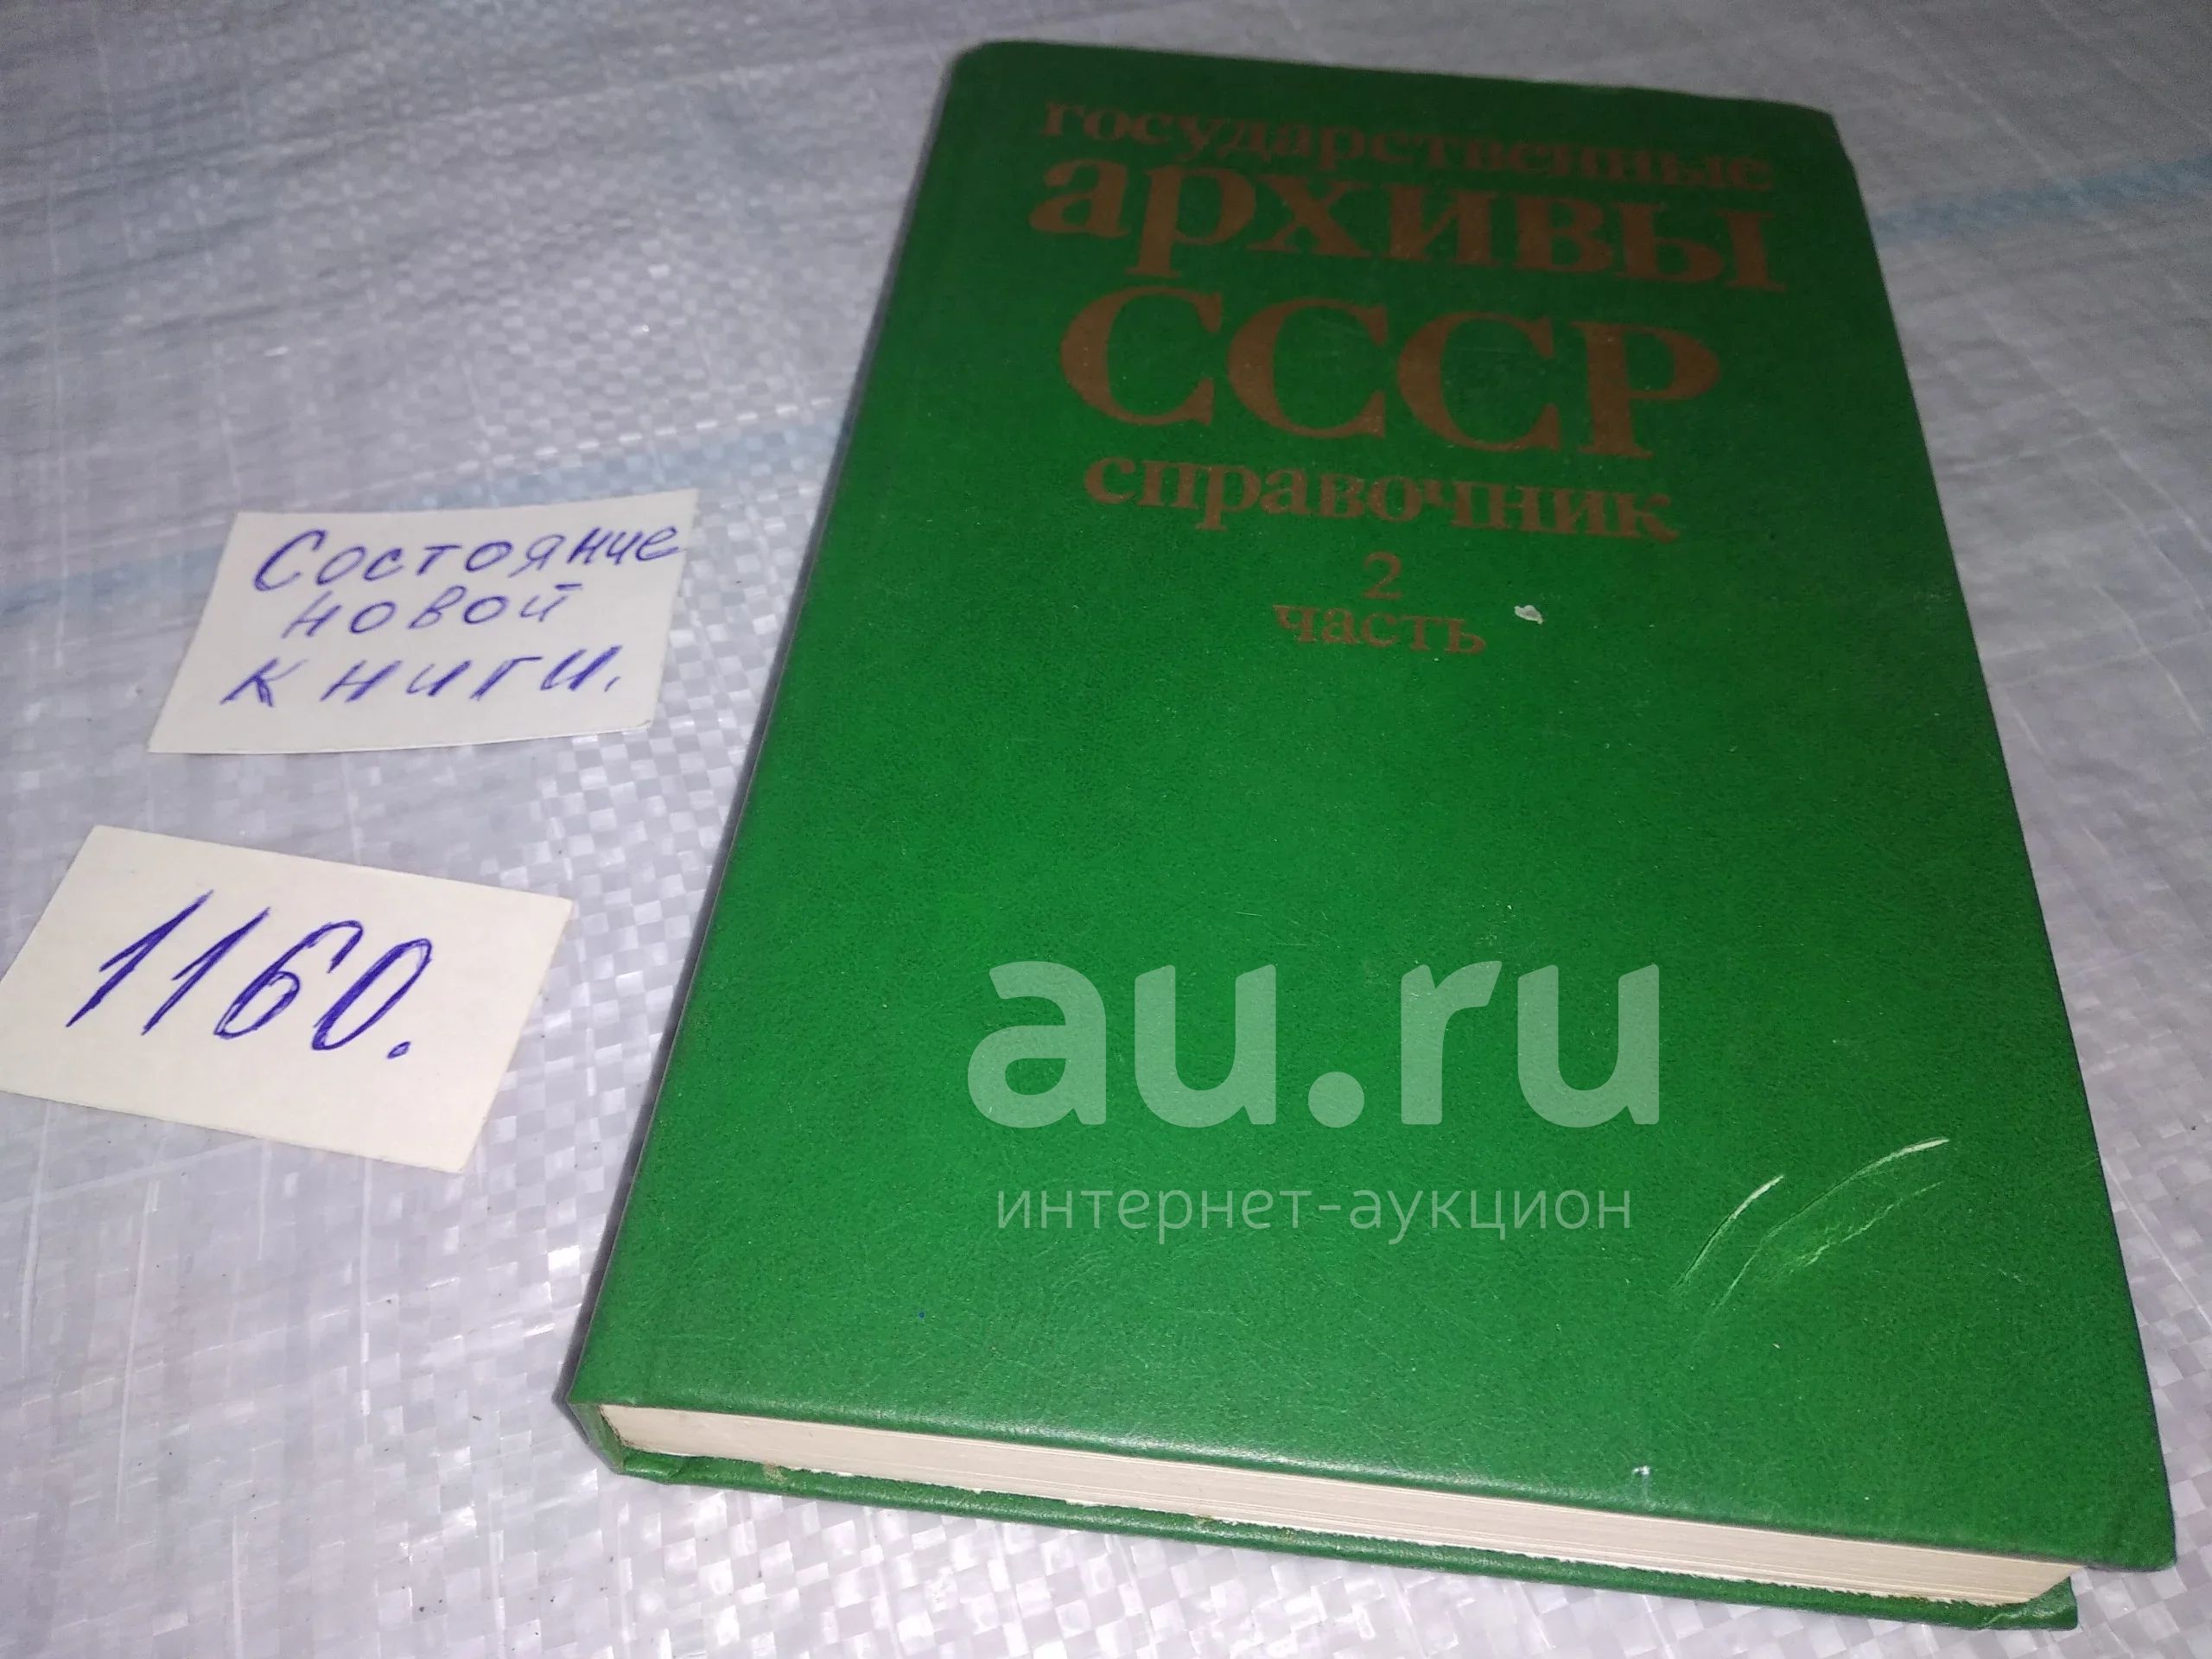 государственные
архивы
СССР
справочник
2
часть
Состояние
новой
книги.
1160.
au.ru
интернет-аукцион